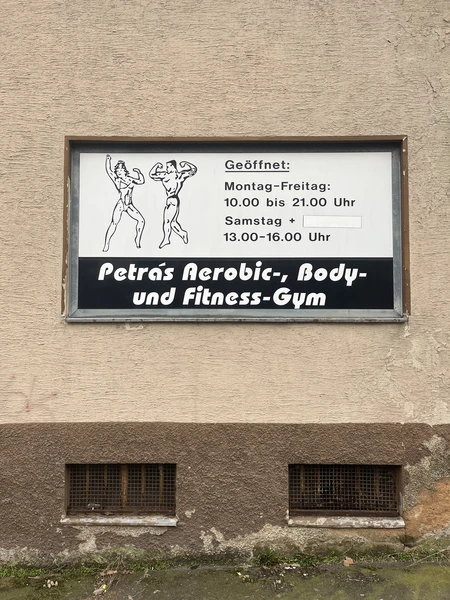 Geöffnet:
Montag-Freitag:
10.00 bis 21.00 Uhr
Samstag +
13.00-16.00 Uhr
Petra's Aerobic-, Body-
und Fitness-Gym